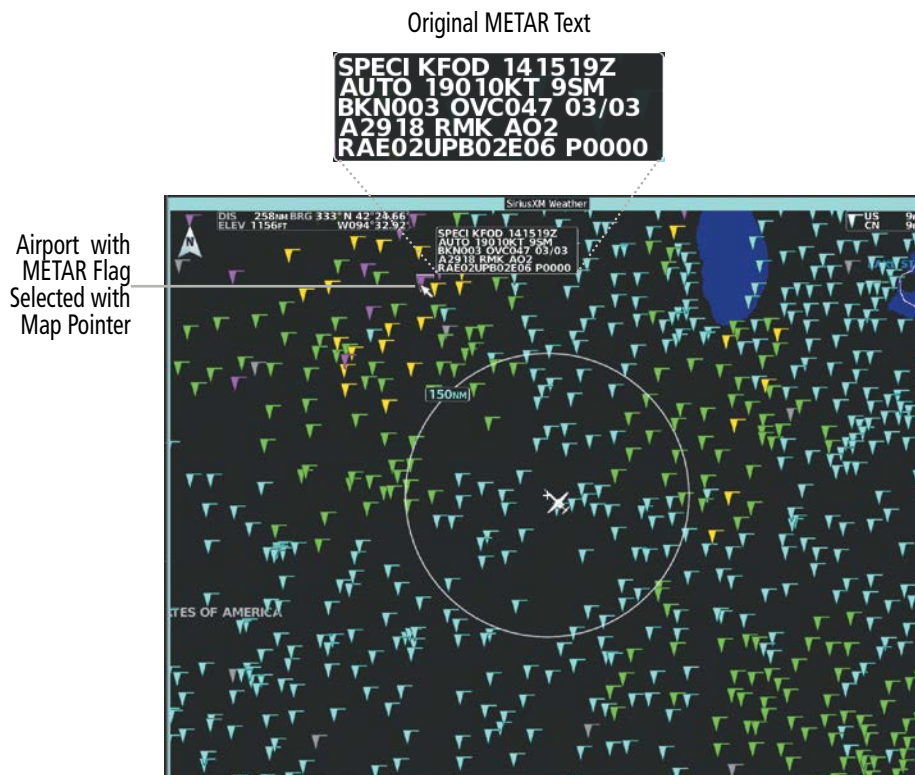 Original METAR Text
SPECI KFOD 141519Z
AUTO 19010KT 9SM
BKN003 OVC047 03/03
A2918 RMK AO2
RAE02UPB02E06 P0000
SiriusXM Weather
DIS 258NM BRG 333° N 42°24.66'
ELEV 1156FT W094°32.92'
US
CN
N
SPECI KFOD 141519Z
AUTO 19010KT 9SM
BKN003 OVC047 03/03
A2918 RMK AO2
RAE02UPB02E06 P0000
Airport with
METAR Flag
Selected with
Map Pointer
150NM
TES OF AMERICA